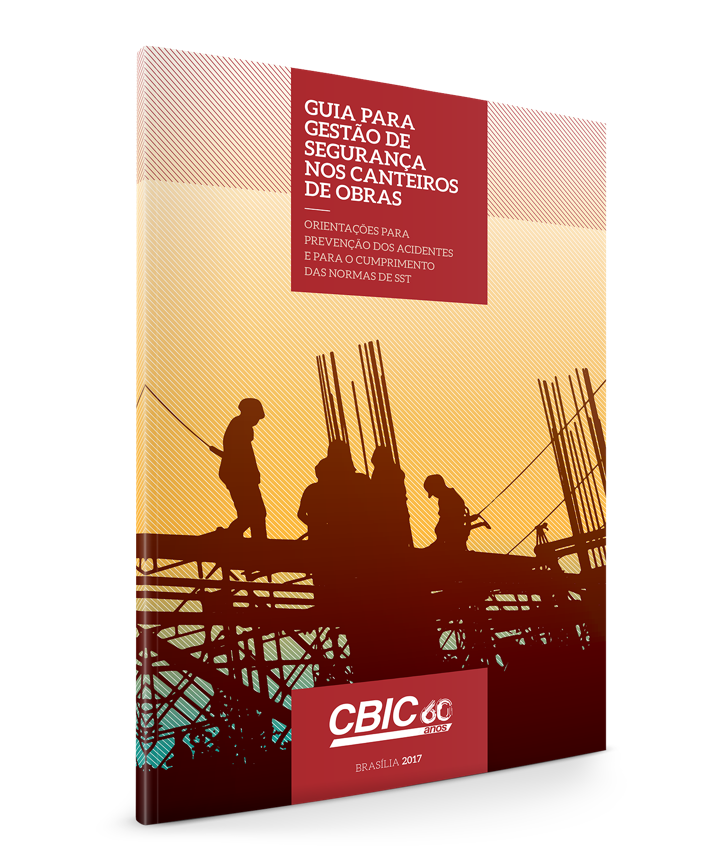 GUIA PARA
GESTÃO DE
SEGURANÇA
NOS CANTEIROS
DE OBRAS
ORIENTAÇÕES PARA
PREVENÇÃO DOS ACIDENTES
E PARA O CUMPRIMENTO
DAS NORMAS DE SST
CBIC 60
anos
BRASÍLIA 2017